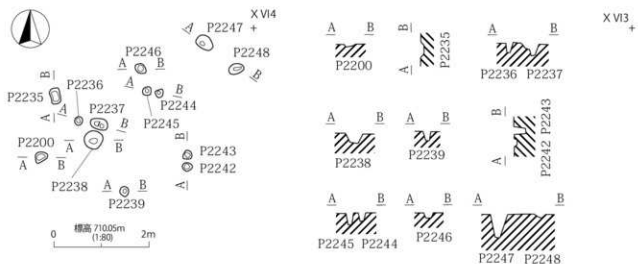 X VI4
A P2247
P2246
A B
P2248
B
P2236
B
A
P2235
P2244
P2237
P2245
A A
B
P2200
B B
P2243
A B
A
P2242
P2238
A
A B
P2239
標高 710.05m
(1:80)
0 2m
X VI3
A B
P2200
B
A
P2235
A B
P2236 P2237
A B
P2238
A B
P2239
B
A
P2242 P2243
A B
P2245 P2244
A B
P2246
A B
P2247 P2248